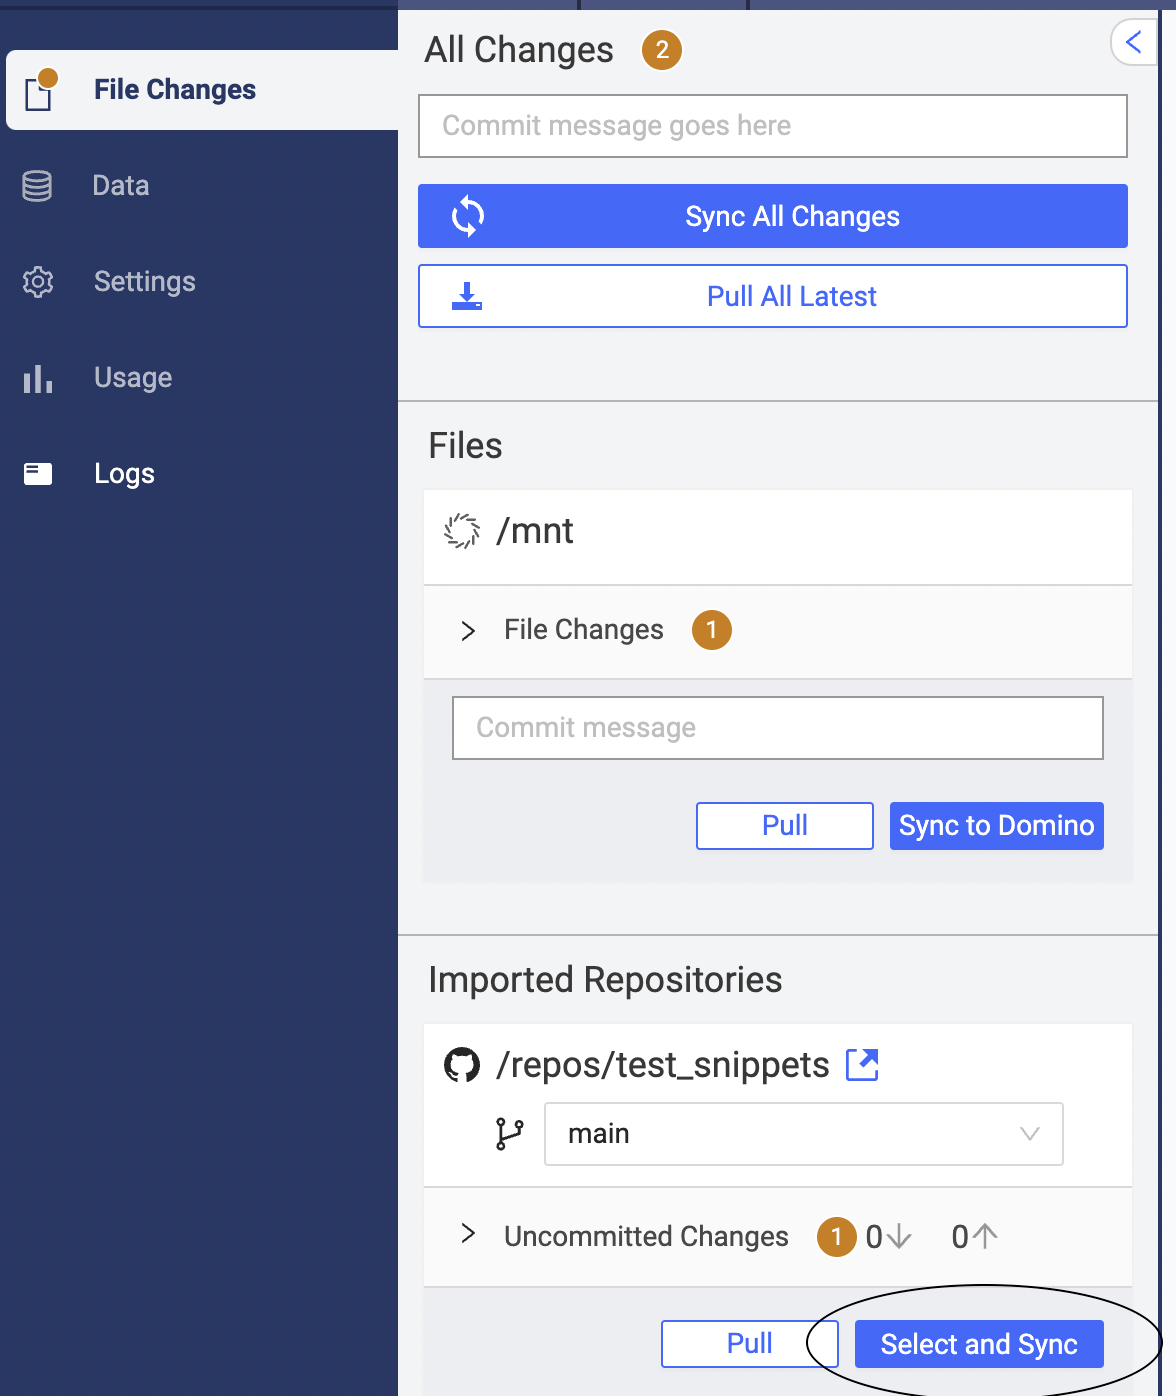 File Changes
Data
Settings
Usage
Logs
All Changes 2
Commit message goes here
Sync All Changes
Pull All Latest
Files
/mnt
File Changes 1
Commit message
Pull Sync to Domino
Imported Repositories
/repos/test_snippets
main
Uncommitted Changes 1 0↓ 0↑
Pull Select and Sync